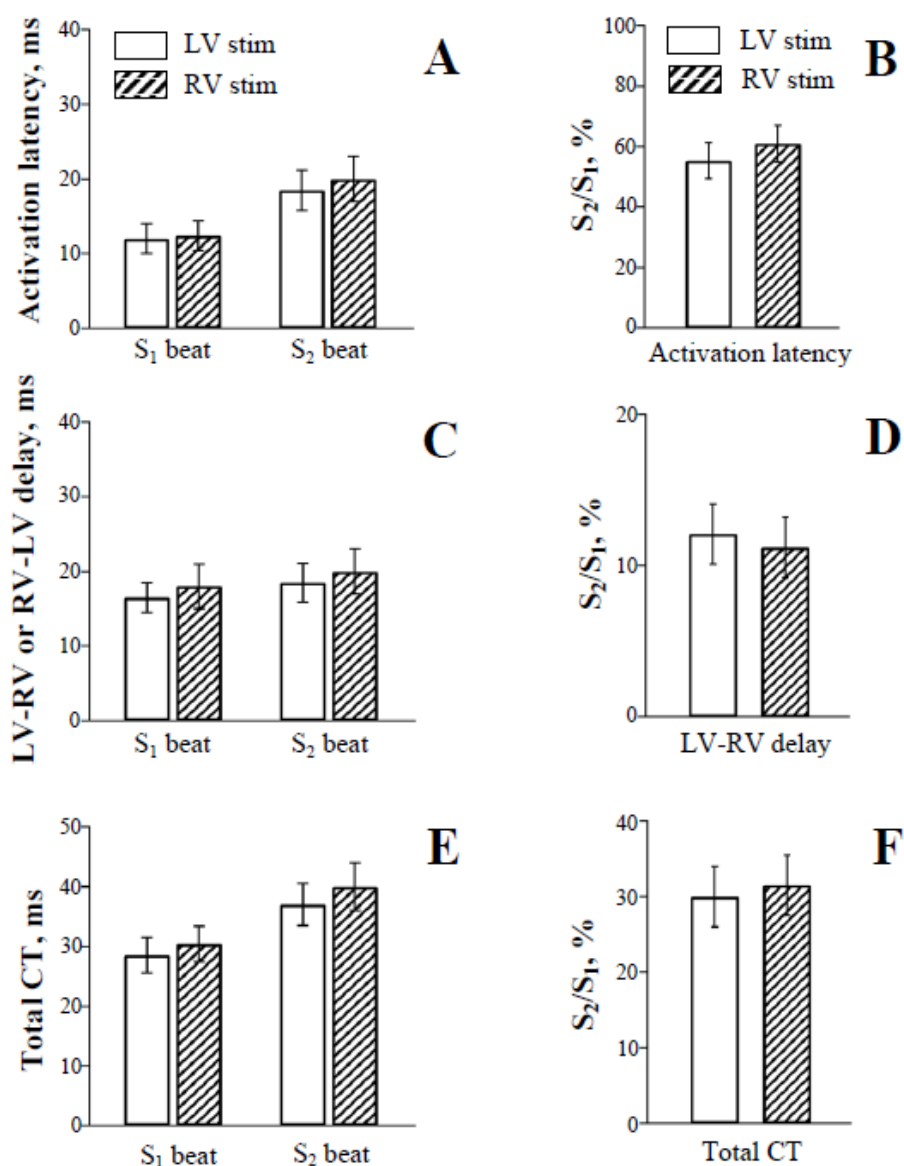 Activation latency, ms
40
30
20
10
0
LV stim
RV stim
A
S₁ beat
S₂ beat
S₂/S₁, %
100
80
60
40
20
0
LV stim
RV stim
B
Activation latency
LV-RV or RV-LV delay, ms
40
30
20
10
0
C
S₁ beat
S₂ beat
S₂/S₁, %
20
10
0
D
LV-RV delay
Total CT, ms
50
40
30
20
10
0
E
S₁ beat
S₂ beat
S₂/S₁, %
40
30
20
10
0
F
Total CT